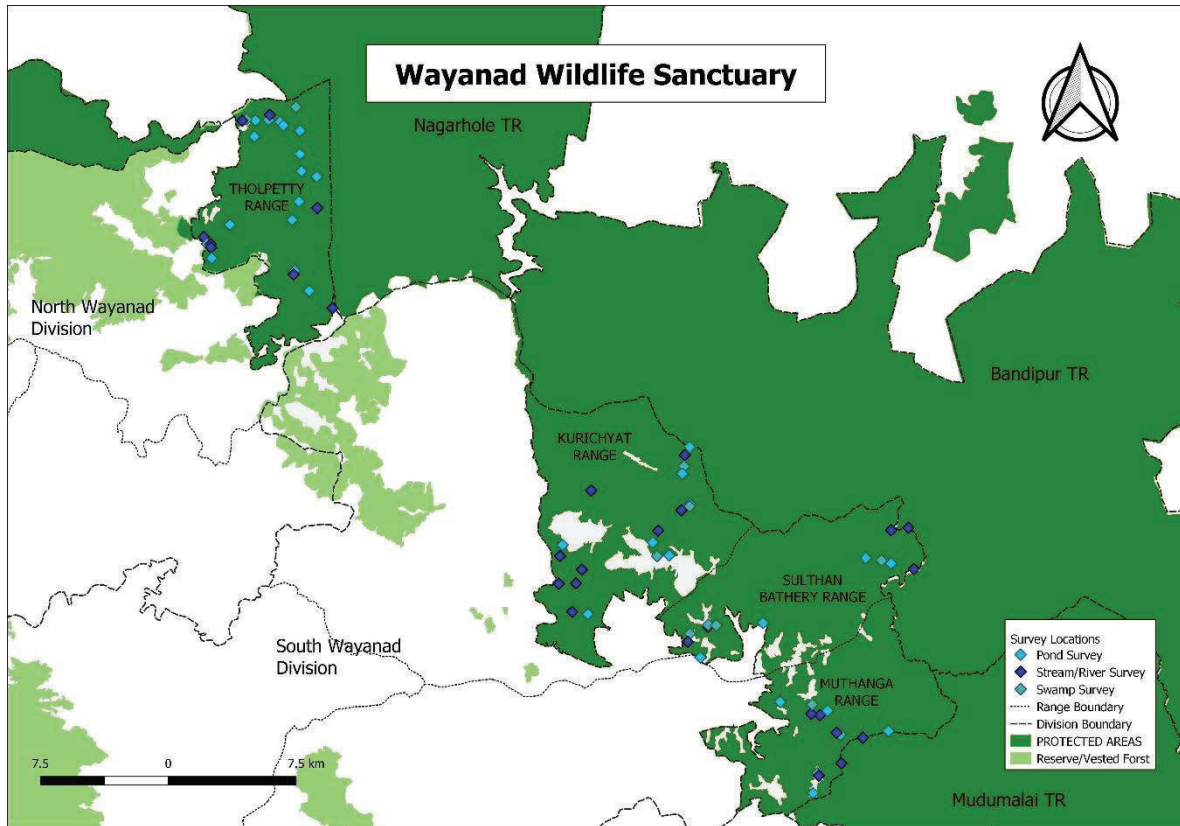 Wayanad Wildlife Sanctuary
Nagarhole TR
THOLPETTY
RANGE
North Wayanad
Division
Bandipur TR
KURICHYAT
RANGE
SULTHAN
BATHERY RANGE
South Wayanad
Division
MUTHANGA
RANGE
Mudumalai TR
Survey Locations
Pond Survey
Stream/River Survey
Swamp Survey
Range Boundary
Division Boundary
PROTECTED AREAS
Reserve/Vested Forst
7.5 0 7.5 km